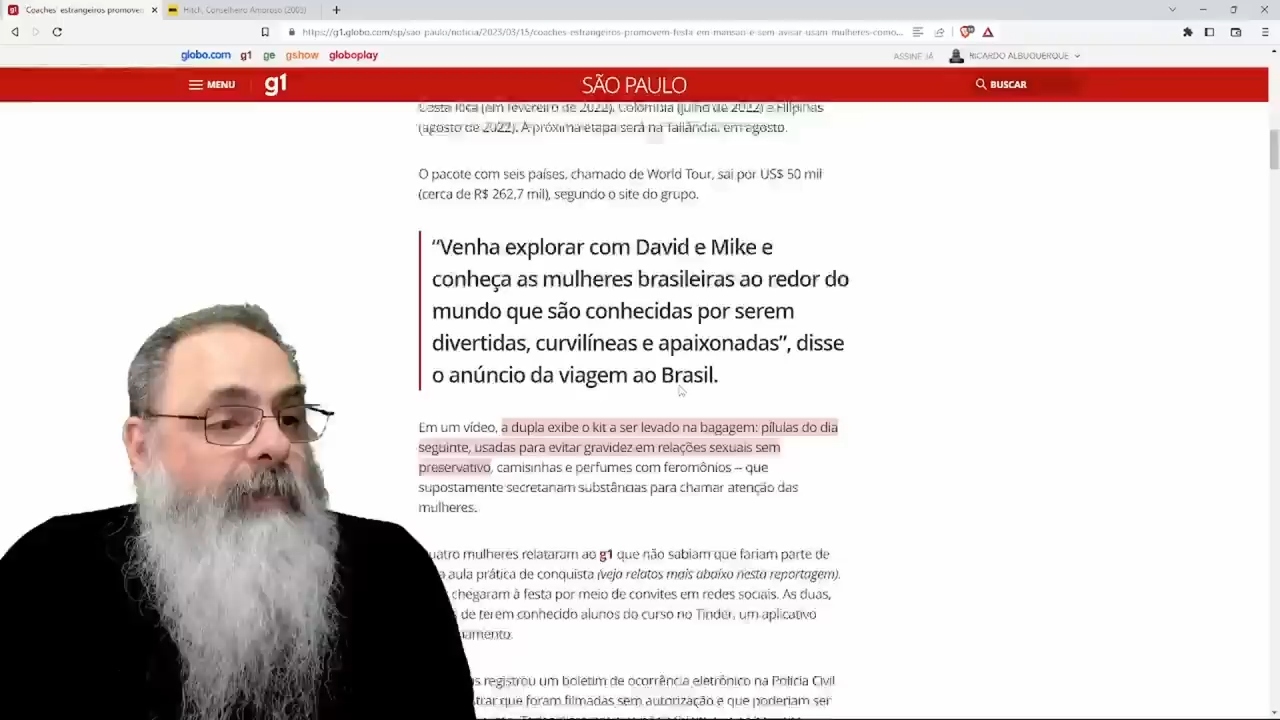 'Coaches' estrangeiros promovem
Hitch, Conselheiro Amoroso (2005)
https://g1.globo.com/sp/sao-paulo/noticia/2023/03/15/coaches-estrangeiros-promovem-festa-em-mansao-e-sem-avisar-usam-mulheres-como...
globo.com g1 ge gshow globoplay
ASSINE JÁ
RICARDO ALBUQUERQUE
MENU
g1
SÃO PAULO
BUSCAR
Costa Rica (em fevereiro de 2022), Colômbia (julho de 2022) e Filipinas
(agosto de 2022). A próxima etapa será na Tailândia, em agosto.
O pacote com seis países, chamado de World Tour, sai por US$ 50 mil
(cerca de R$ 262,7 mil), segundo o site do grupo.
“Venha explorar com David e Mike e
conheça as mulheres brasileiras ao redor do
mundo que são conhecidas por serem
divertidas, curvilíneas e apaixonadas”, disse
o anúncio da viagem ao Brasil.
Em um vídeo, a dupla exibe o kit a ser levado na bagagem: pílulas do dia
seguinte, usadas para evitar gravidez em relações sexuais sem
preservativo, camisinhas e perfumes com feromônios – que
supostamente secretariam substâncias para chamar atenção das
mulheres.
uatro mulheres relataram ao g1 que não sabiam que fariam parte de
aula prática de conquista (veja relatos mais abaixo nesta reportagem).
chegaram à festa por meio de convites em redes sociais. As duas,
de terem conhecido alunos do curso no Tinder, um aplicativo
namento.
s registrou um boletim de ocorrência eletrônico na Polícia Civil
que foram filmadas sem autorização e que poderiam ser